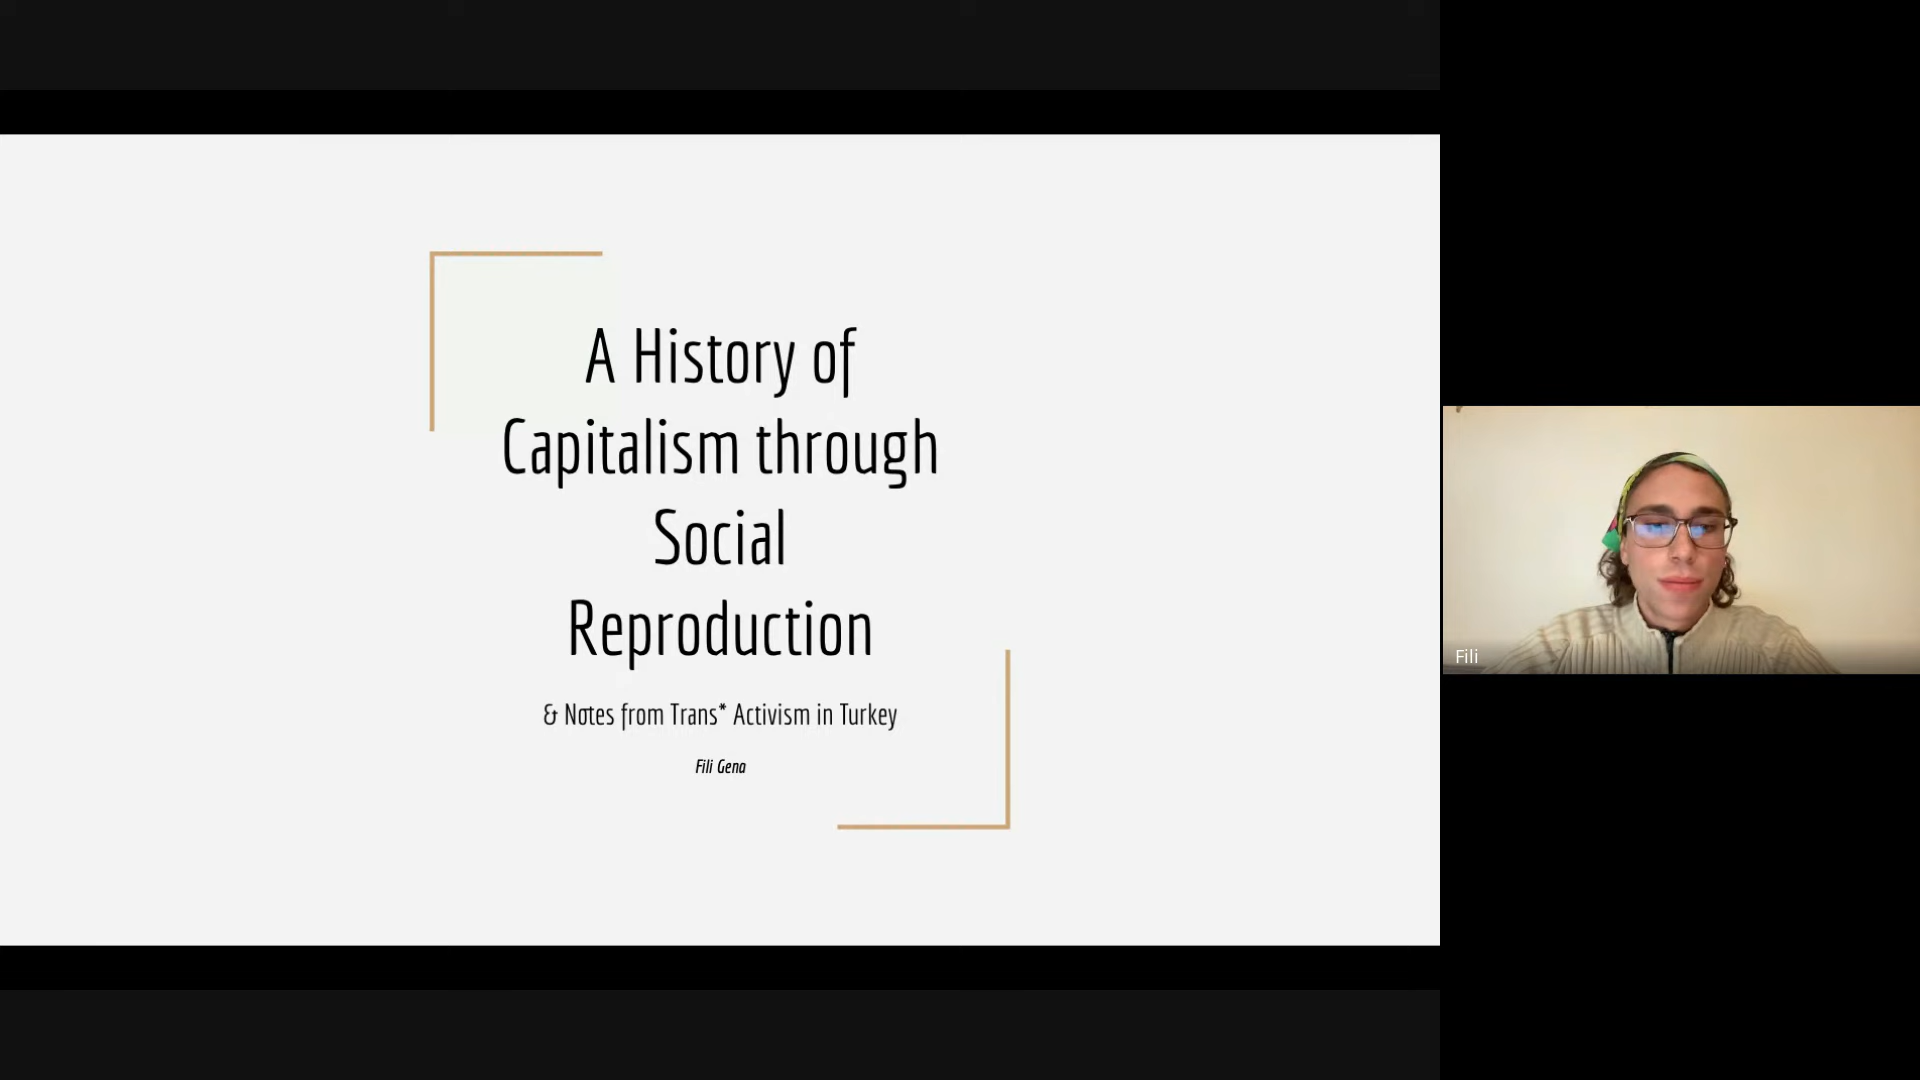 A History of
Capitalism through
Social
Reproduction
& Notes from Trans* Activism in Turkey
Fili Gena
Fili